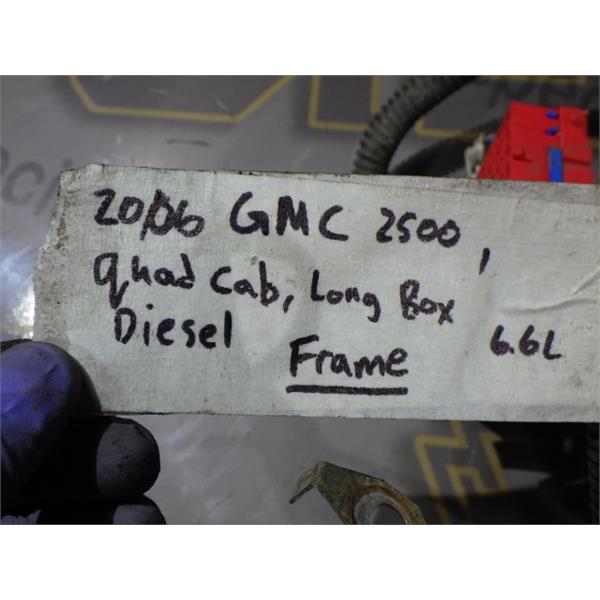 2006 GMC 2500,
quad cab, Long Box
Diesel 6.6L
Frame